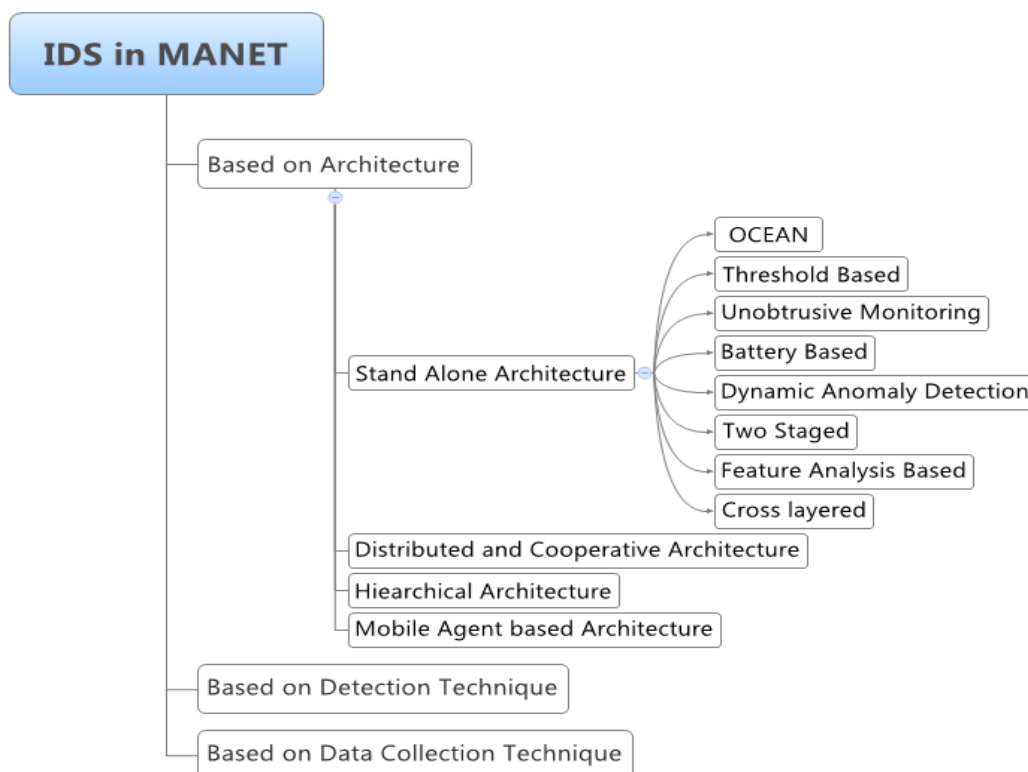 IDS in MANET
Based on Architecture
Stand Alone Architecture
OCEAN
Threshold Based
Unobtrusive Monitoring
Battery Based
Dynamic Anomaly Detection
Two Staged
Feature Analysis Based
Cross layered
Distributed and Cooperative Architecture
Hiearchical Architecture
Mobile Agent based Architecture
Based on Detection Technique
Based on Data Collection Technique